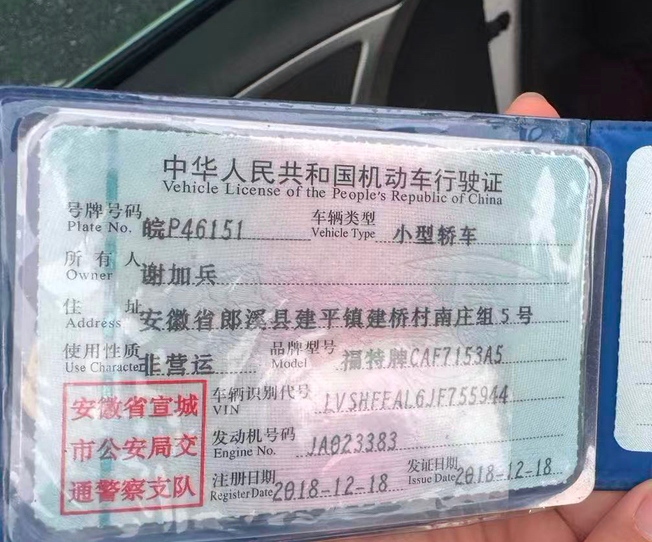 中华人民共和国机动车行驶证
Vehicle License of the People's Republic of China
号牌号码 皖P46151 车辆类型 小型轿车
Plate No. Vehicle Type
所有人 谢加兵
Owner
住址 安徽省郎溪县建平镇建桥村南庄组5号
Address
使用性质 非营运 品牌型号 福特牌CAF7153A5
Use Character Model
安徽省宣城 车辆识别代号 LVSHFFAL6JF755944
VIN
市公安局交 发动机号码 JA023383
Engine No.
通警察支队 注册日期 2018-12-18 发证日期 2018-12-18
Register Date Issue Date